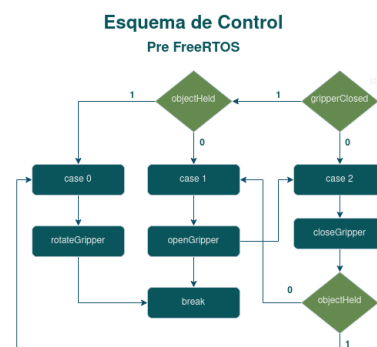 Esquema de Control
Pre FreeRTOS
objectHeld
gripperClosed
1
1
0
0
case 0
case 1
case 2
rotateGripper
openGripper
closeGripper
break
objectHeld
0
1